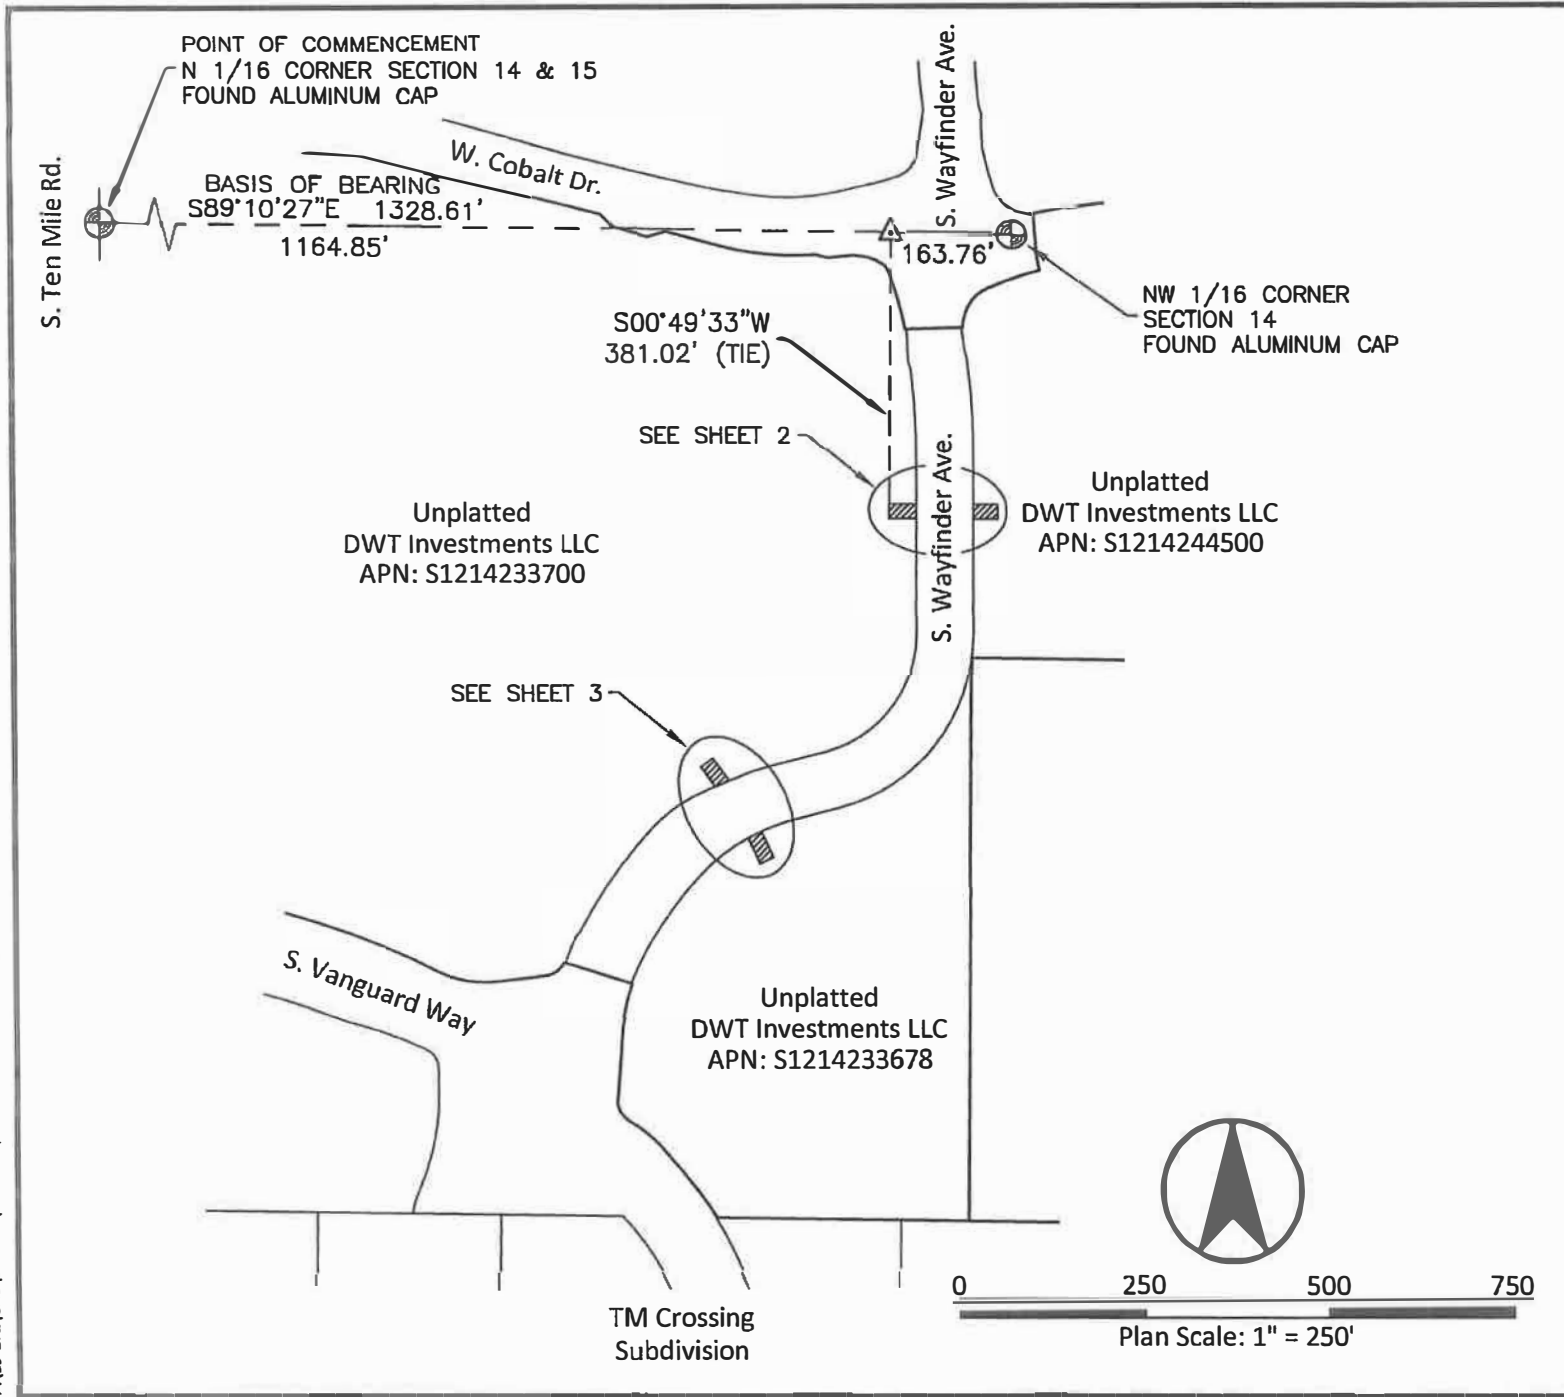 POINT OF COMMENCEMENT
N 1/16 CORNER SECTION 14 & 15
FOUND ALUMINUM CAP
S. Ten Mile Rd.
BASIS OF BEARING
S89°10'27"E 1328.61'
1164.85'
W. Cobalt Dr.
S. Wayfinder Ave.
163.76'
NW 1/16 CORNER
SECTION 14
FOUND ALUMINUM CAP
S00°49'33"W
381.02' (TIE)
SEE SHEET 2
S. Wayfinder Ave.
Unplatted
DWT Investments LLC
APN: S1214233700
Unplatted
DWT Investments LLC
APN: S1214244500
SEE SHEET 3
S. Vanguard Way
Unplatted
DWT Investments LLC
APN: S1214233678
TM Crossing
Subdivision
0 250 500 750
Plan Scale: 1" = 250'